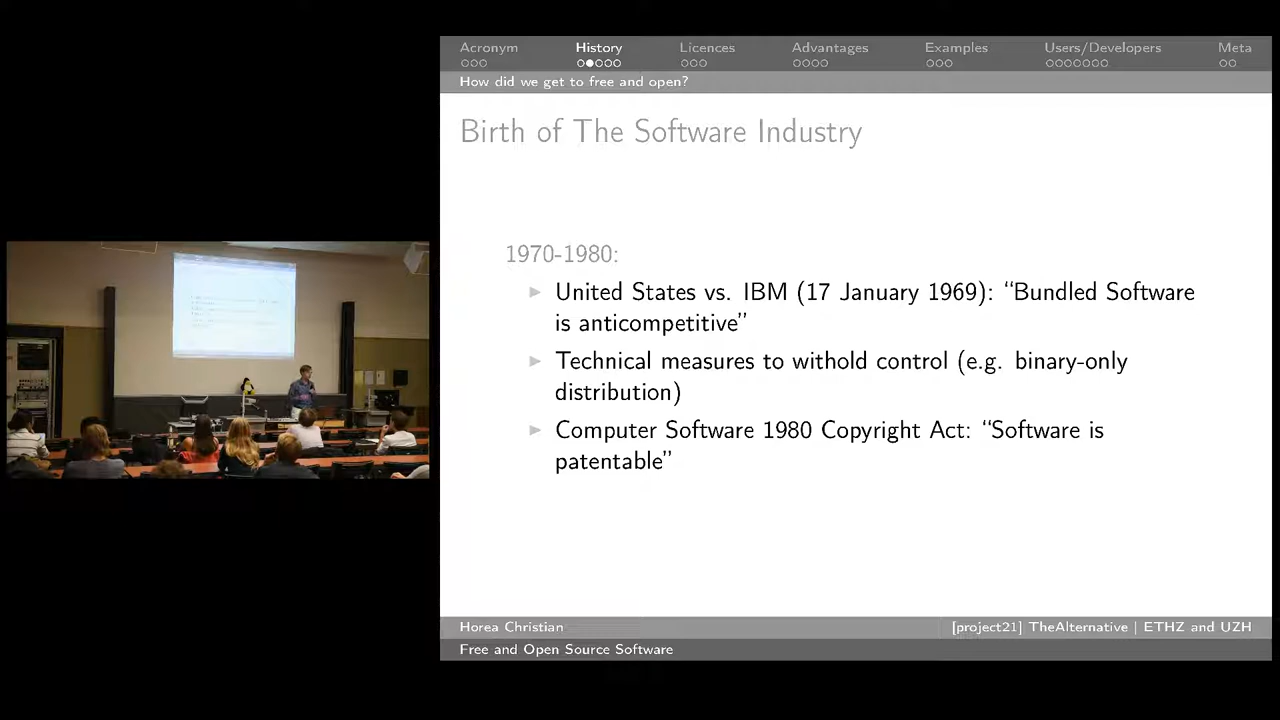 Acronym History Licences Advantages Examples Users/Developers Meta
How did we get to free and open?
Birth of The Software Industry
1970-1980:
United States vs. IBM (17 January 1969): “Bundled Software
is anticompetitive”
Technical measures to withold control (e.g. binary-only
distribution)
Computer Software 1980 Copyright Act: “Software is
patentable”
Horea Christian [project21] TheAlternative | ETHZ and UZH
Free and Open Source Software